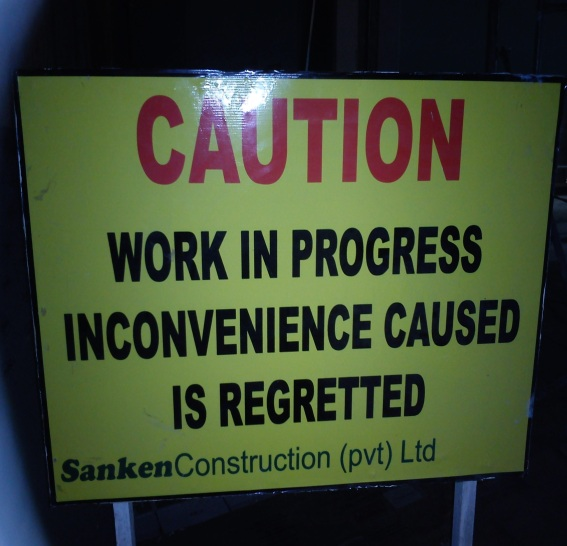 CAUTION
WORK IN PROGRESS
INCONVENIENCE CAUSED
IS REGRETTED
SankenConstruction (pvt) Ltd